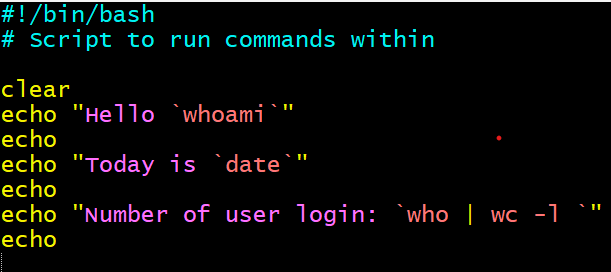 #!/bin/bash
# Script to run commands within
clear
echo "Hello `whoami`"
echo
echo "Today is `date`"
echo
echo "Number of user login: `who | wc -l `"
echo